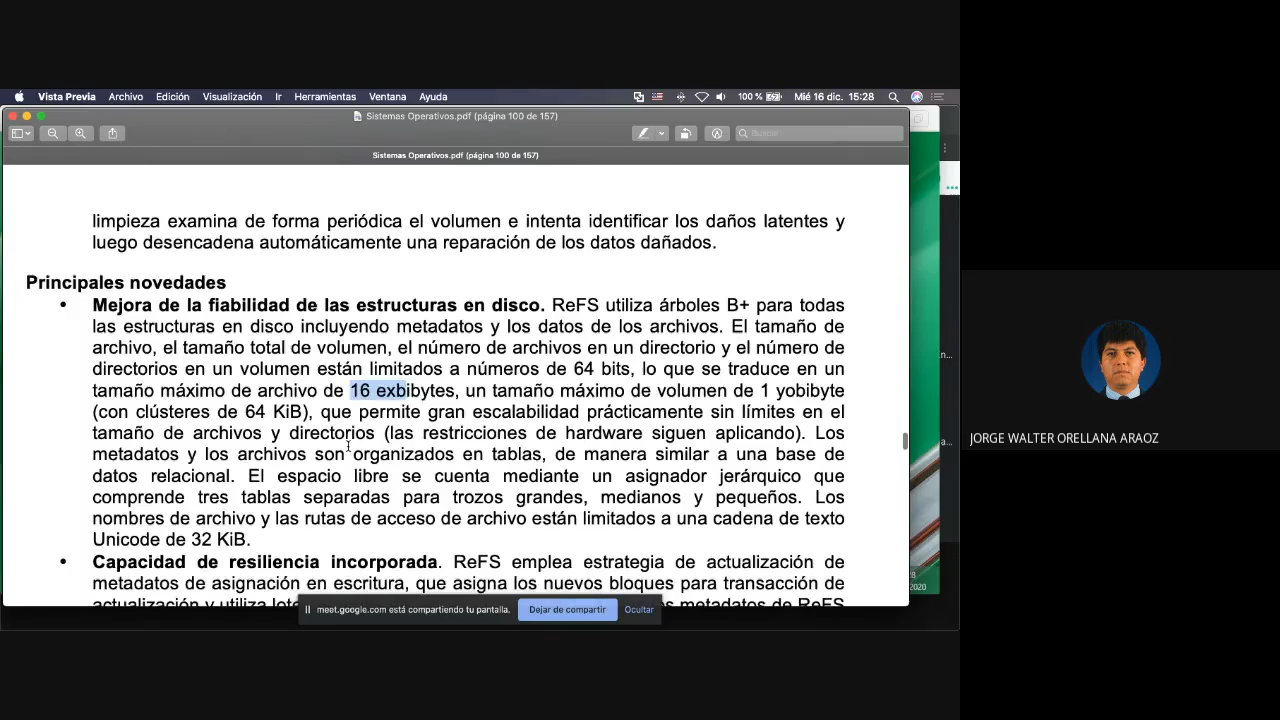 Vista Previa Archivo Edición Visualización Ir Herramientas Ventana Ayuda 100 % Mié 16 dic. 15:28
Sistemas Operativos.pdf (página 100 de 157)
Buscar
Sistemas Operativos.pdf (página 100 de 157)
limpieza examina de forma periódica el volumen e intenta identificar los daños latentes y
luego desencadena automáticamente una reparación de los datos dañados.
Principales novedades
• Mejora de la fiabilidad de las estructuras en disco. ReFS utiliza árboles B+ para todas
las estructuras en disco incluyendo metadatos y los datos de los archivos. El tamaño de
archivo, el tamaño total de volumen, el número de archivos en un directorio y el número de
directorios en un volumen están limitados a números de 64 bits, lo que se traduce en un
tamaño máximo de archivo de 16 exbibytes, un tamaño máximo de volumen de 1 yobibyte
(con clústeres de 64 KiB), que permite gran escalabilidad prácticamente sin límites en el
tamaño de archivos y directorios (las restricciones de hardware siguen aplicando). Los
metadatos y los archivos son organizados en tablas, de manera similar a una base de
datos relacional. El espacio libre se cuenta mediante un asignador jerárquico que
comprende tres tablas separadas para trozos grandes, medianos y pequeños. Los
nombres de archivo y las rutas de acceso de archivo están limitados a una cadena de texto
Unicode de 32 KiB.
• Capacidad de resiliencia incorporada. ReFS emplea estrategia de actualización de
metadatos de asignación en escritura, que asigna los nuevos bloques para transacción de
actualización y utiliza
s metadatos de ReFS
meet.google.com está compartiendo tu pantalla. Dejar de compartir Ocultar
n...
a...
2020
JORGE WALTER ORELLANA ARAOZ